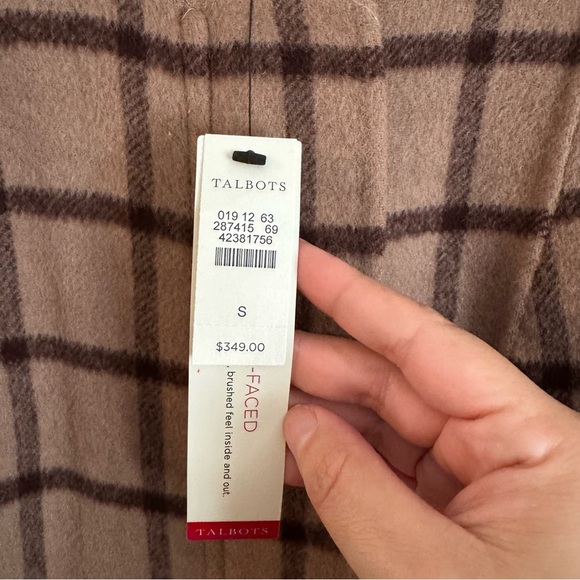 TALBOTS
019 12 63
287415 69
42381756
S
$349.00
-FACED
, brushed feel inside and out.
TALBOTS